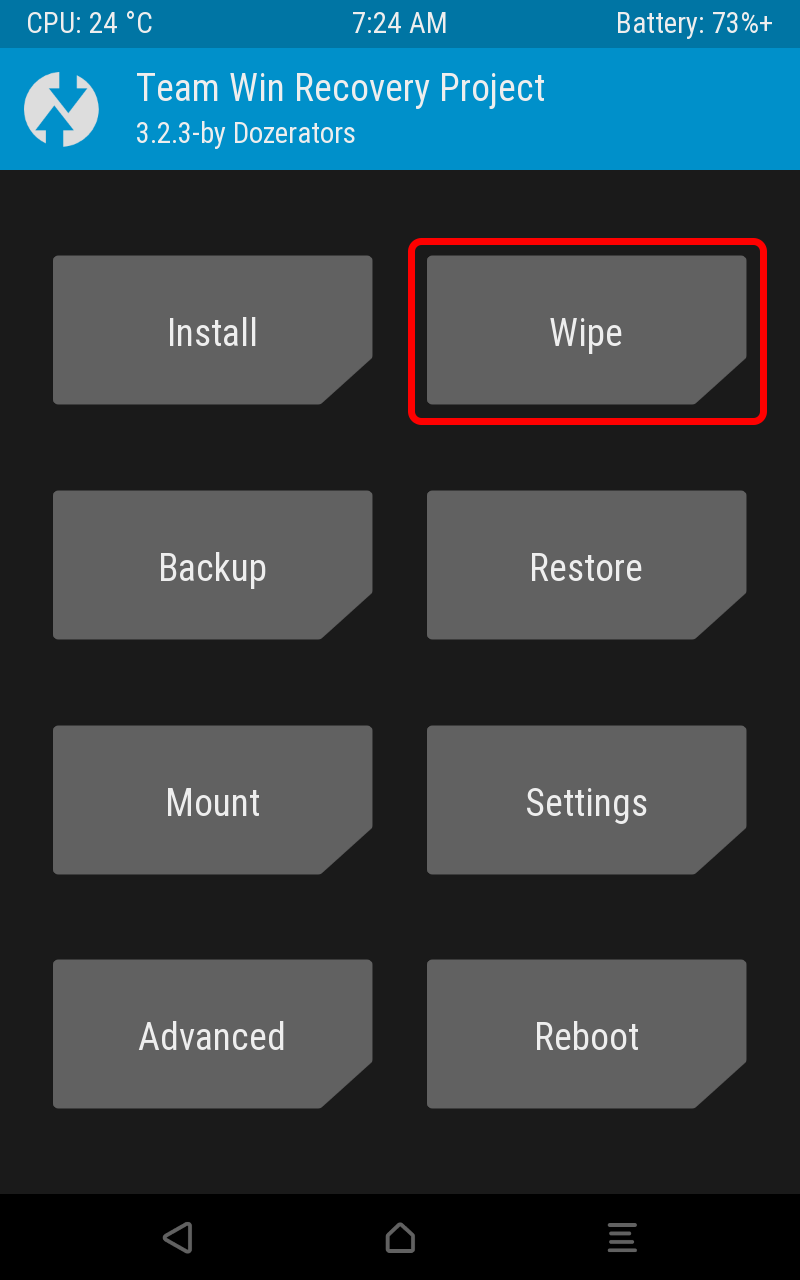 CPU: 24 °C 7:24 AM Battery: 73%+
Team Win Recovery Project
3.2.3-by Dozerators
Install Wipe
Backup Restore
Mount Settings
Advanced Reboot